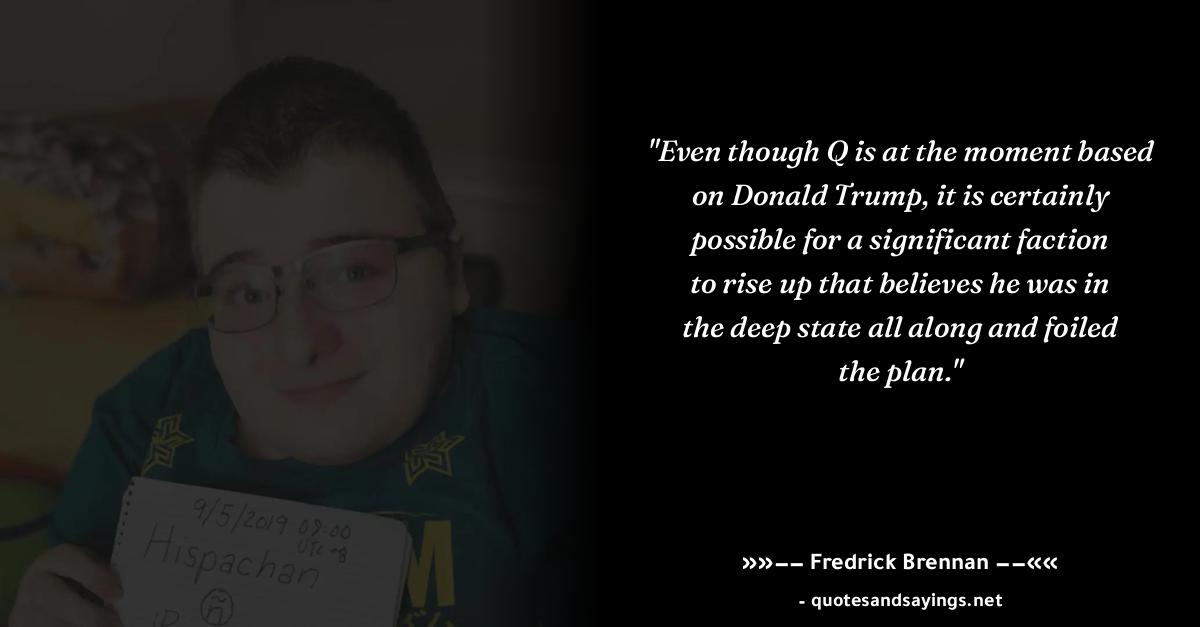 "Even though Q is at the moment based
on Donald Trump, it is certainly
possible for a significant faction
to rise up that believes he was in
the deep state all along and foiled
the plan."
»»−− Fredrick Brennan −−««
- quotesandsayings.net
9/5/2019 09:00
UTC +8
Hispachan
ñ
M